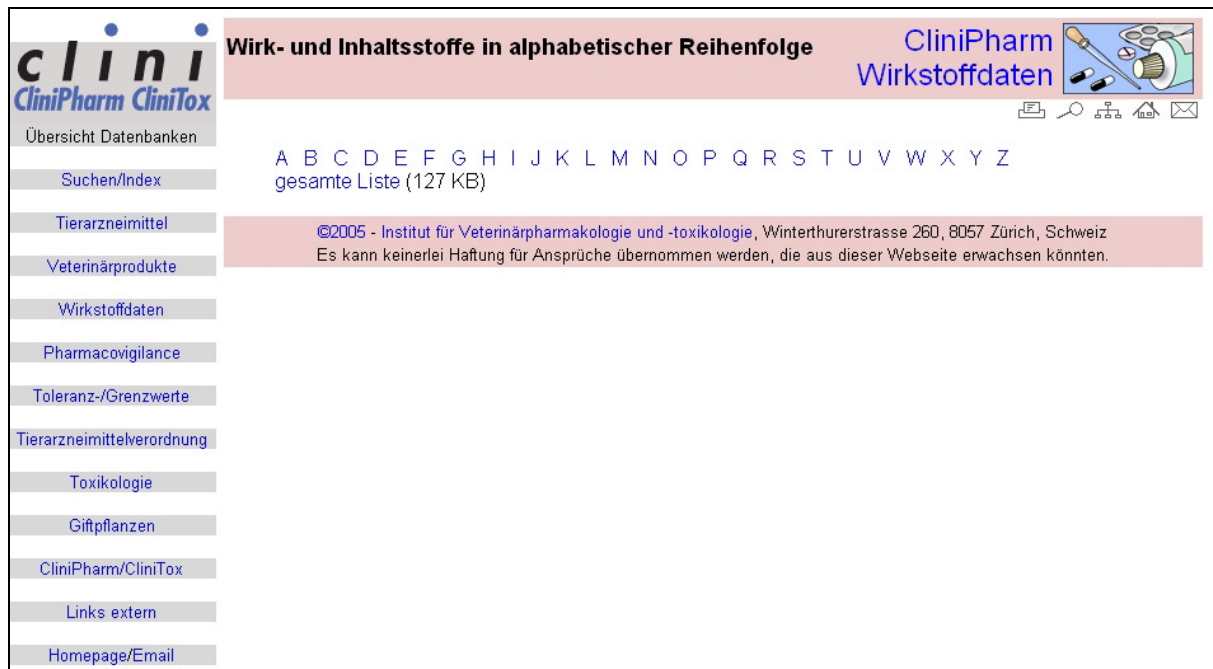 clini
CliniPharm CliniTox
Übersicht Datenbanken
Suchen/Index
Tierarzneimittel
Veterinärprodukte
Wirkstoffdaten
Pharmacovigilance
Toleranz-/Grenzwerte
Tierarzneimittelverordnung
Toxikologie
Giftpflanzen
CliniPharm/CliniTox
Links extern
Homepage/Email
Wirk- und Inhaltsstoffe in alphabetischer Reihenfolge
CliniPharm
Wirkstoffdaten
A B C D E F G H I J K L M N O P Q R S T U V W X Y Z
gesamte Liste (127 KB)
©2005 - Institut für Veterinärpharmakologie und -toxikologie, Winterthurerstrasse 260, 8057 Zürich, Schweiz
Es kann keinerlei Haftung für Ansprüche übernommen werden, die aus dieser Webseite erwachsen könnten.